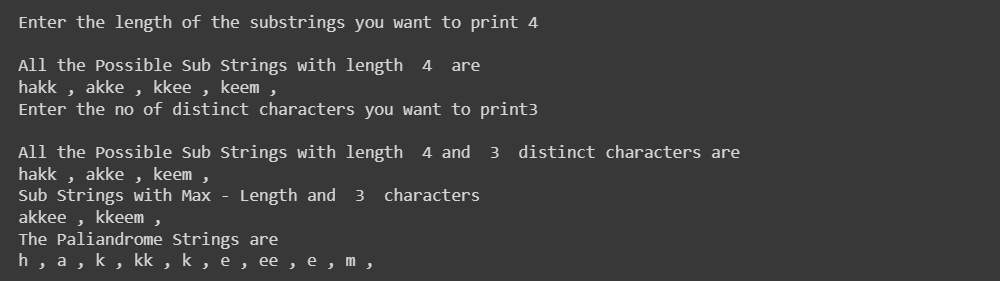 Enter the length of the substrings you want to print 4
All the Possible Sub Strings with length  4  are
hakk , akke , kkee , keem ,
Enter the no of distinct characters you want to print3
All the Possible Sub Strings with length  4 and  3  distinct characters are
hakk , akke , keem ,
Sub Strings with Max - Length and  3  characters
akkee , kkeem ,
The Paliandrome Strings are
h , a , k , kk , k , e , ee , e , m ,